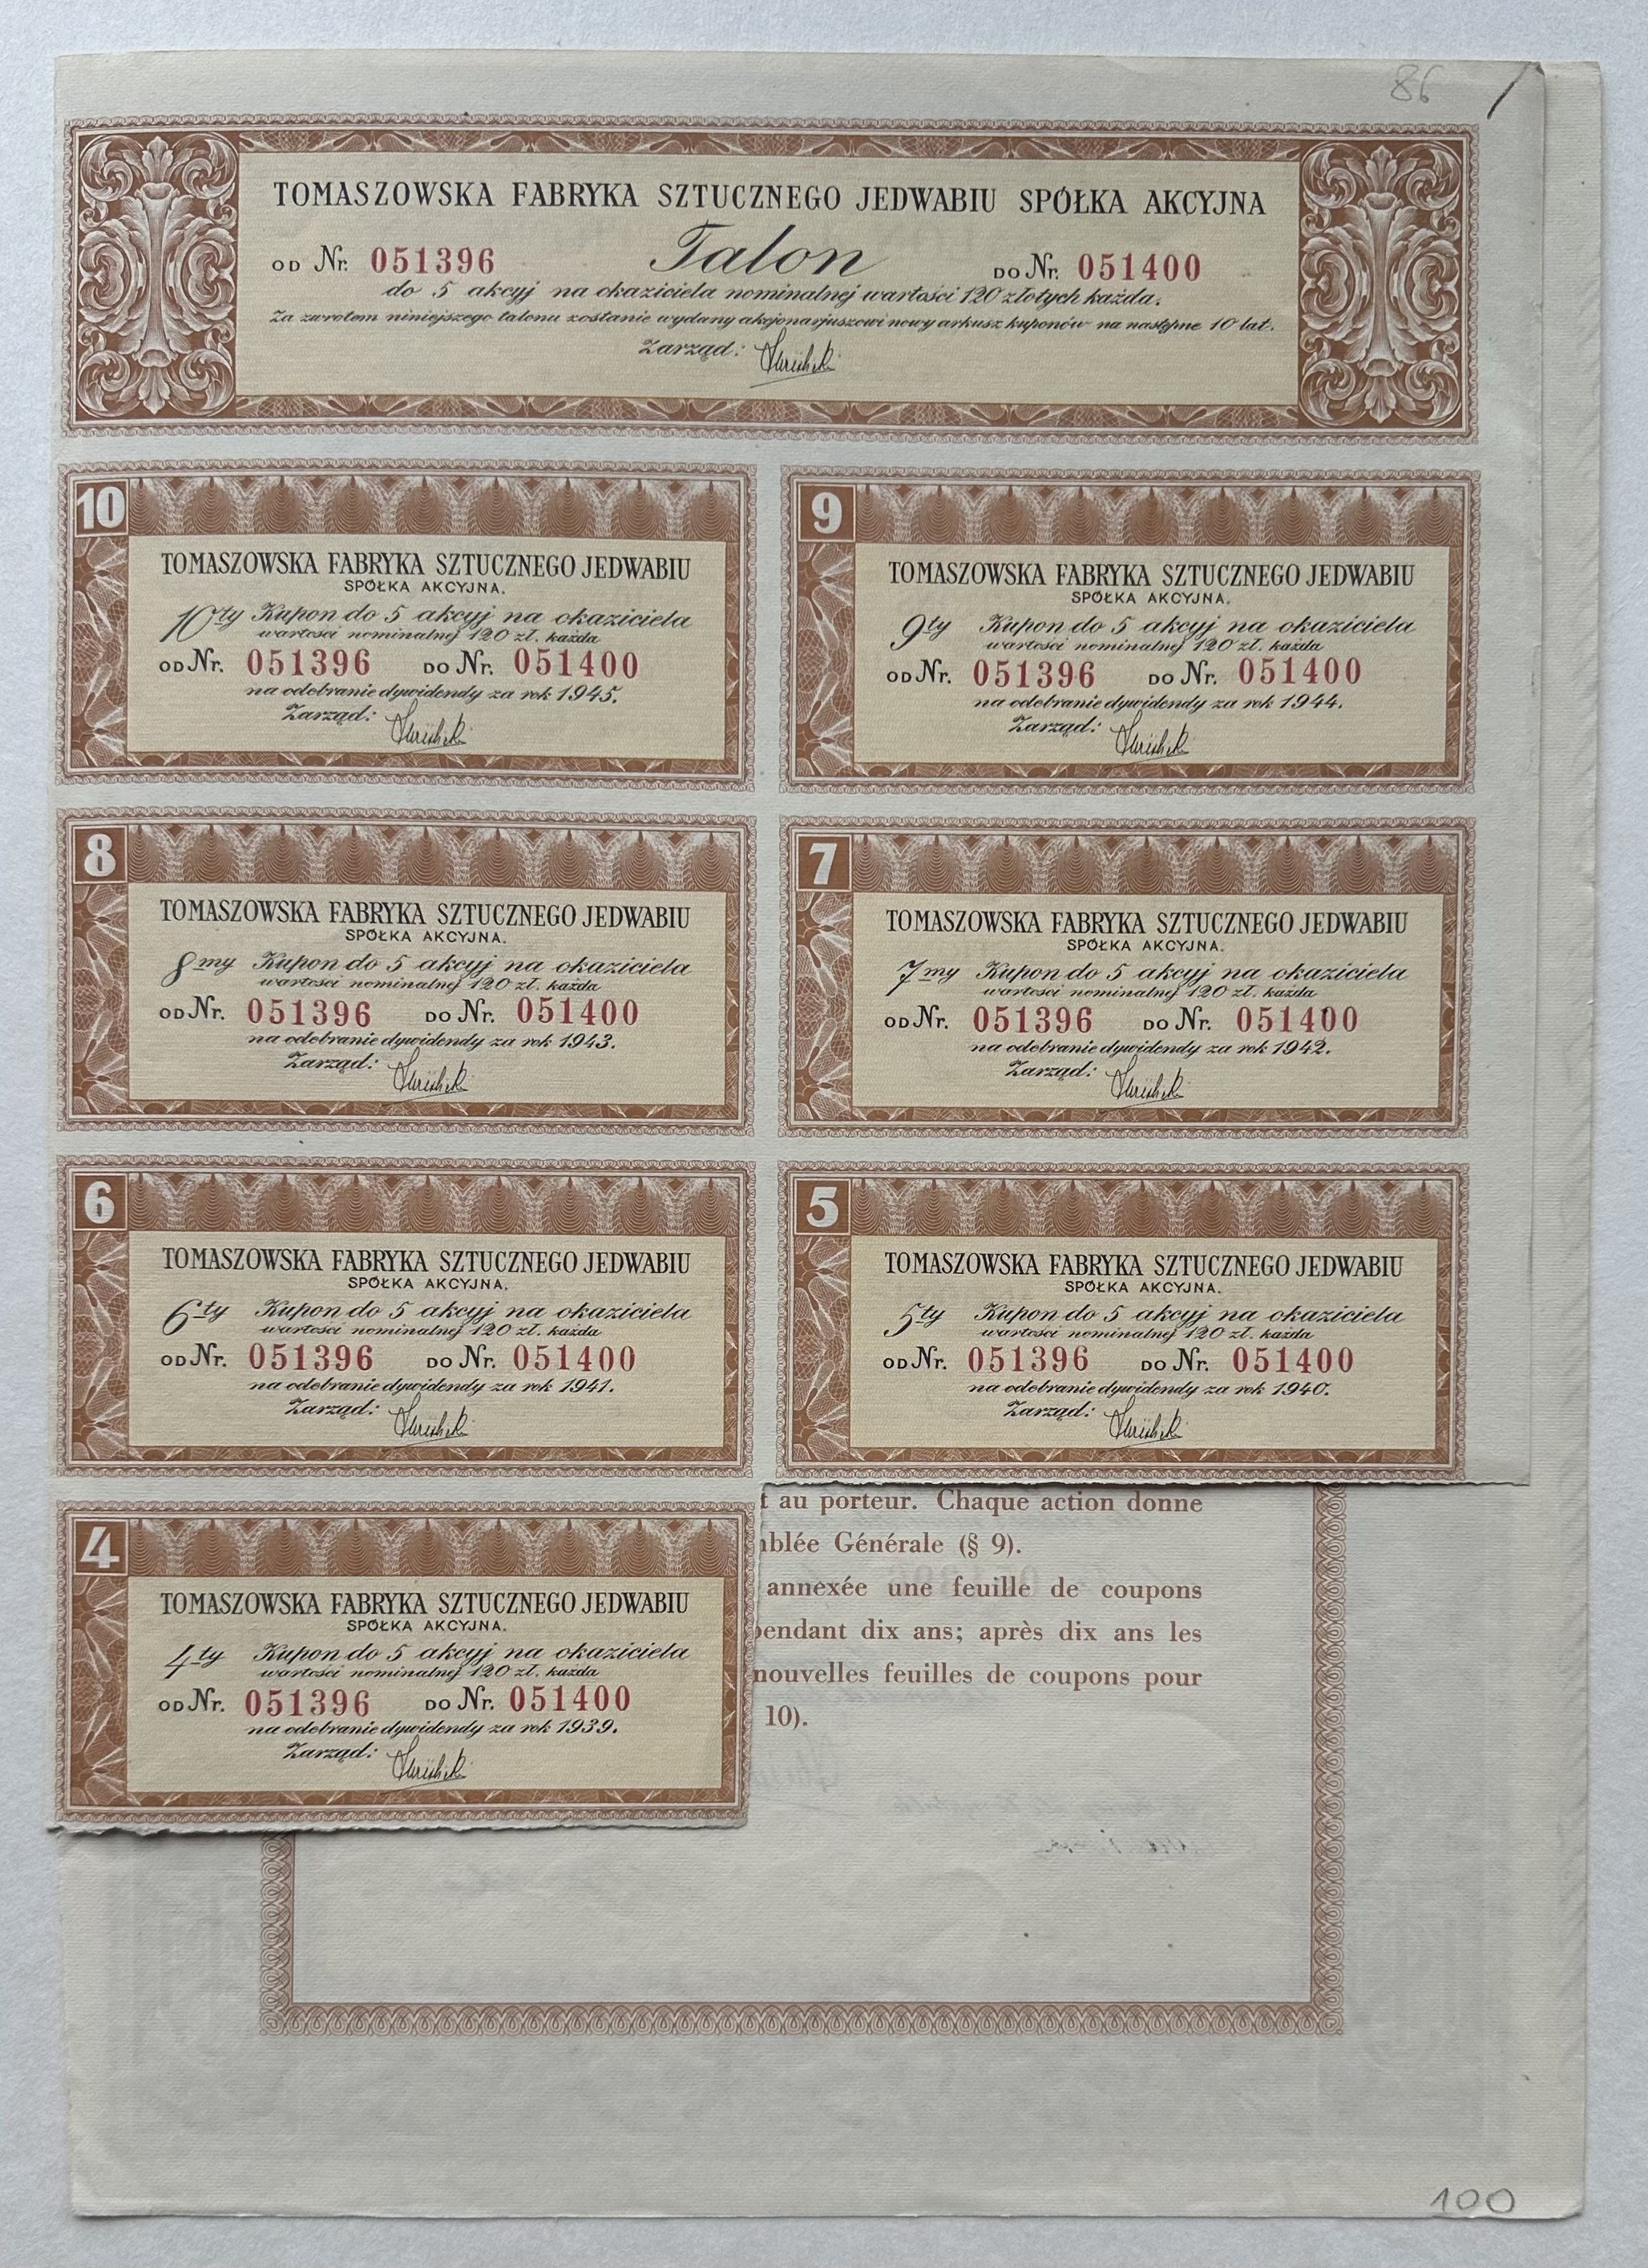 86
TOMASZOWSKA FABRYKA SZTUCZNEGO JEDWABIU SPÓŁKA AKCYJNA
Talon
OD Nr. 051396 DO Nr. 051400
do 5 akcyj na okaziciela nominalnej wartości 120 złotych każda.
Za zwrotem niniejszego talonu zostanie wydany akcjonarjuszowi nowy arkusz kuponów na następne 10 lat.
Zarząd:
10
TOMASZOWSKA FABRYKA SZTUCZNEGO JEDWABIU
SPÓŁKA AKCYJNA.
10ty Kupon do 5 akcyj na okaziciela
wartości nominalnej 120 zł. każda
OD Nr. 051396 DO Nr. 051400
na odebranie dywidendy za rok 1945.
Zarząd:
9
TOMASZOWSKA FABRYKA SZTUCZNEGO JEDWABIU
SPÓŁKA AKCYJNA.
9ty Kupon do 5 akcyj na okaziciela
wartości nominalnej 120 zł. każda
OD Nr. 051396 DO Nr. 051400
na odebranie dywidendy za rok 1944.
Zarząd:
8
TOMASZOWSKA FABRYKA SZTUCZNEGO JEDWABIU
SPÓŁKA AKCYJNA.
8my Kupon do 5 akcyj na okaziciela
wartości nominalnej 120 zł. każda
OD Nr. 051396 DO Nr. 051400
na odebranie dywidendy za rok 1943.
Zarząd:
7
TOMASZOWSKA FABRYKA SZTUCZNEGO JEDWABIU
SPÓŁKA AKCYJNA.
7my Kupon do 5 akcyj na okaziciela
wartości nominalnej 120 zł. każda
OD Nr. 051396 DO Nr. 051400
na odebranie dywidendy za rok 1942.
Zarząd:
6
TOMASZOWSKA FABRYKA SZTUCZNEGO JEDWABIU
SPÓŁKA AKCYJNA.
6ty Kupon do 5 akcyj na okaziciela
wartości nominalnej 120 zł. każda
OD Nr. 051396 DO Nr. 051400
na odebranie dywidendy za rok 1941.
Zarząd:
5
TOMASZOWSKA FABRYKA SZTUCZNEGO JEDWABIU
SPÓŁKA AKCYJNA.
5ty Kupon do 5 akcyj na okaziciela
wartości nominalnej 120 zł. każda
OD Nr. 051396 DO Nr. 051400
na odebranie dywidendy za rok 1940.
Zarząd:
4
TOMASZOWSKA FABRYKA SZTUCZNEGO JEDWABIU
SPÓŁKA AKCYJNA.
4ty Kupon do 5 akcyj na okaziciela
wartości nominalnej 120 zł. każda
OD Nr. 051396 DO Nr. 051400
na odebranie dywidendy za rok 1939.
Zarząd:
t au porteur. Chaque action donne
blée Générale (§ 9).
annexée une feuille de coupons
pendant dix ans; après dix ans les
nouvelles feuilles de coupons pour
10).
100